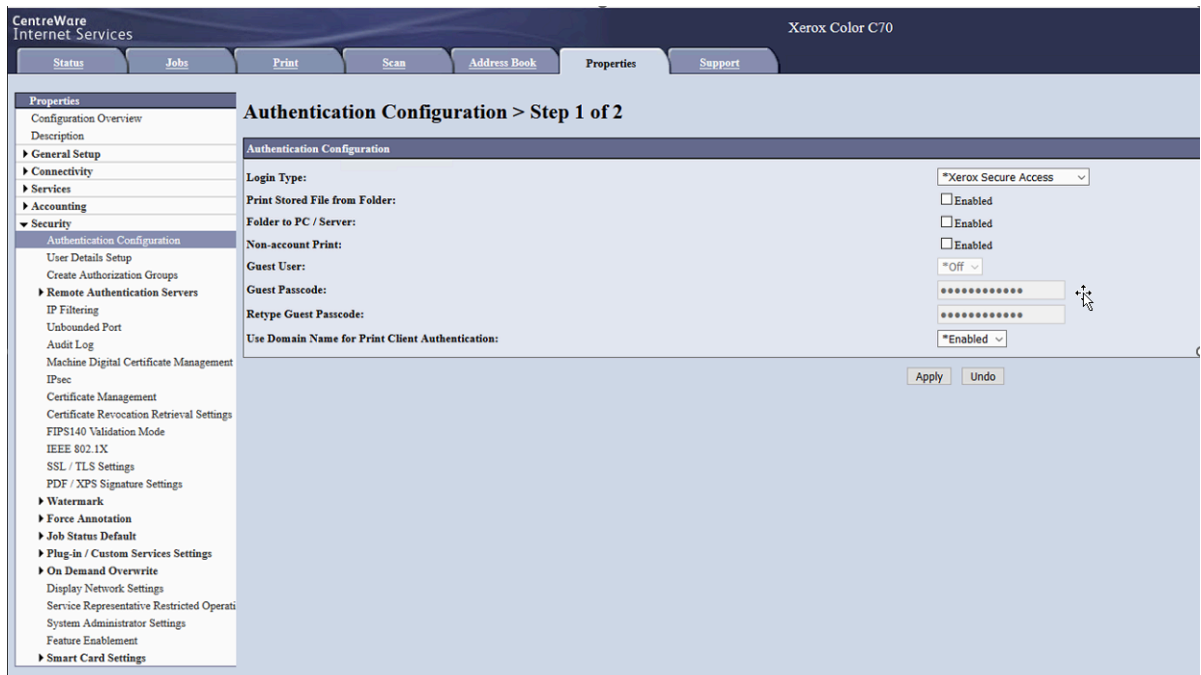 CentreWare
Internet Services
Xerox Color C70
Status Jobs Print Scan Address Book Properties Support
Properties
Configuration Overview
Description
General Setup
Connectivity
Services
Accounting
Security
Authentication Configuration
User Details Setup
Create Authorization Groups
Remote Authentication Servers
IP Filtering
Unbounded Port
Audit Log
Machine Digital Certificate Management
IPsec
Certificate Management
Certificate Revocation Retrieval Settings
FIPS140 Validation Mode
IEEE 802.1X
SSL / TLS Settings
PDF / XPS Signature Settings
Watermark
Force Annotation
Job Status Default
Plug-in / Custom Services Settings
On Demand Overwrite
Display Network Settings
Service Representative Restricted Operati
System Administrator Settings
Feature Enablement
Smart Card Settings
Authentication Configuration > Step 1 of 2
Authentication Configuration
Login Type: *Xerox Secure Access
Print Stored File from Folder: Enabled
Folder to PC / Server: Enabled
Non-account Print: Enabled
Guest User: *Off
Guest Passcode: ••••••••••••
Retype Guest Passcode: ••••••••••••
Use Domain Name for Print Client Authentication: *Enabled
Apply Undo